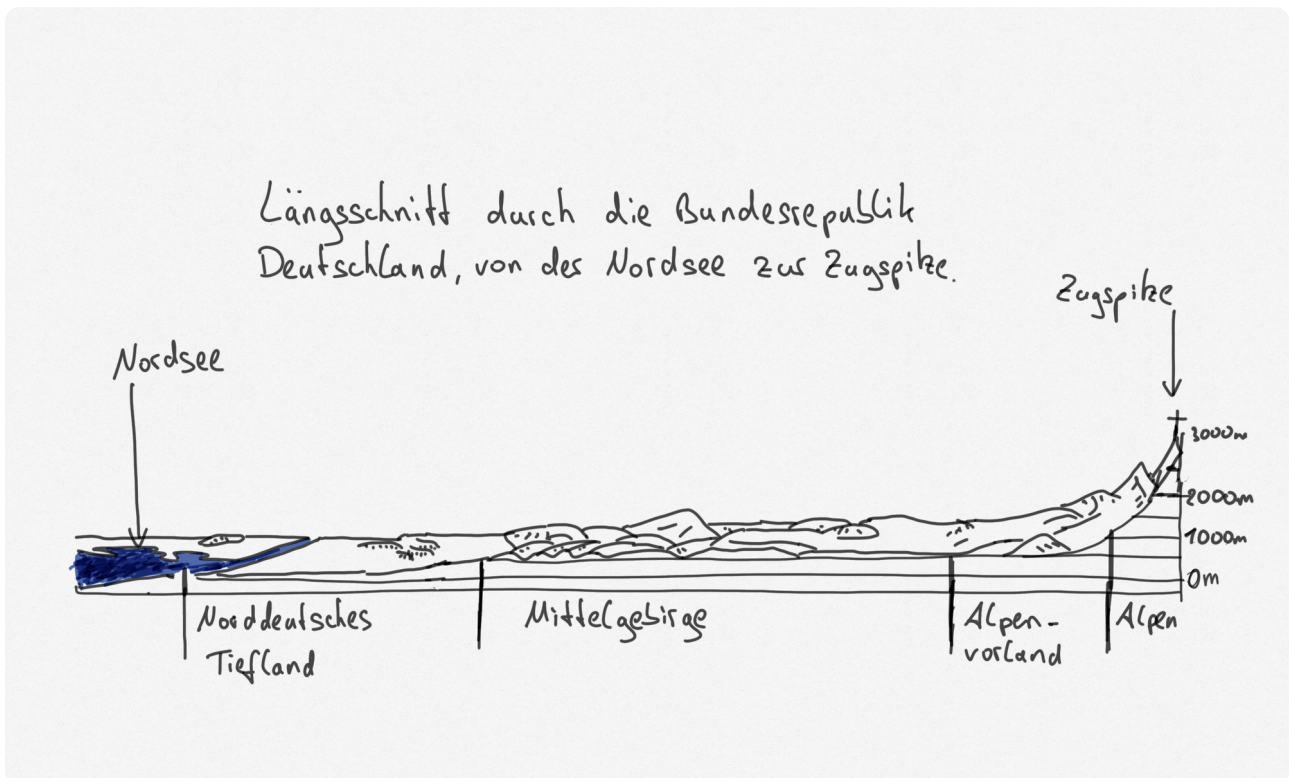 Längsschnitt durch die Bundesrepublik
Deutschland, von der Nordsee zur Zugspitze.
Zugspitze
Nordsee
3000m
2000m
1000m
0m
Norddeutsches
Tiefland
Mittelgebirge
Alpen-
vorland
Alpen